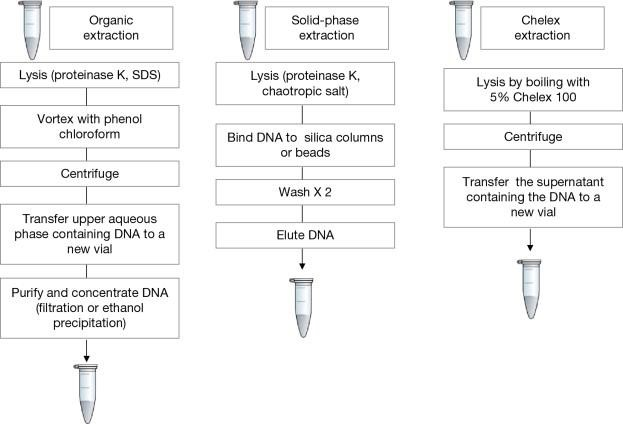 Organic
extraction
Lysis (proteinase K, SDS)
Vortex with phenol
chloroform
Centrifuge
Transfer upper aqueous
phase containing DNA to a
new vial
Purify and concentrate DNA
(filtration or ethanol
precipitation)
Solid-phase
extraction
Lysis (proteinase K,
chaotropic salt)
Bind DNA to silica columns
or beads
Wash X 2
Elute DNA
Chelex
extraction
Lysis by boiling with
5% Chelex 100
Centrifuge
Transfer the supernatant
containing the DNA to a
new vial